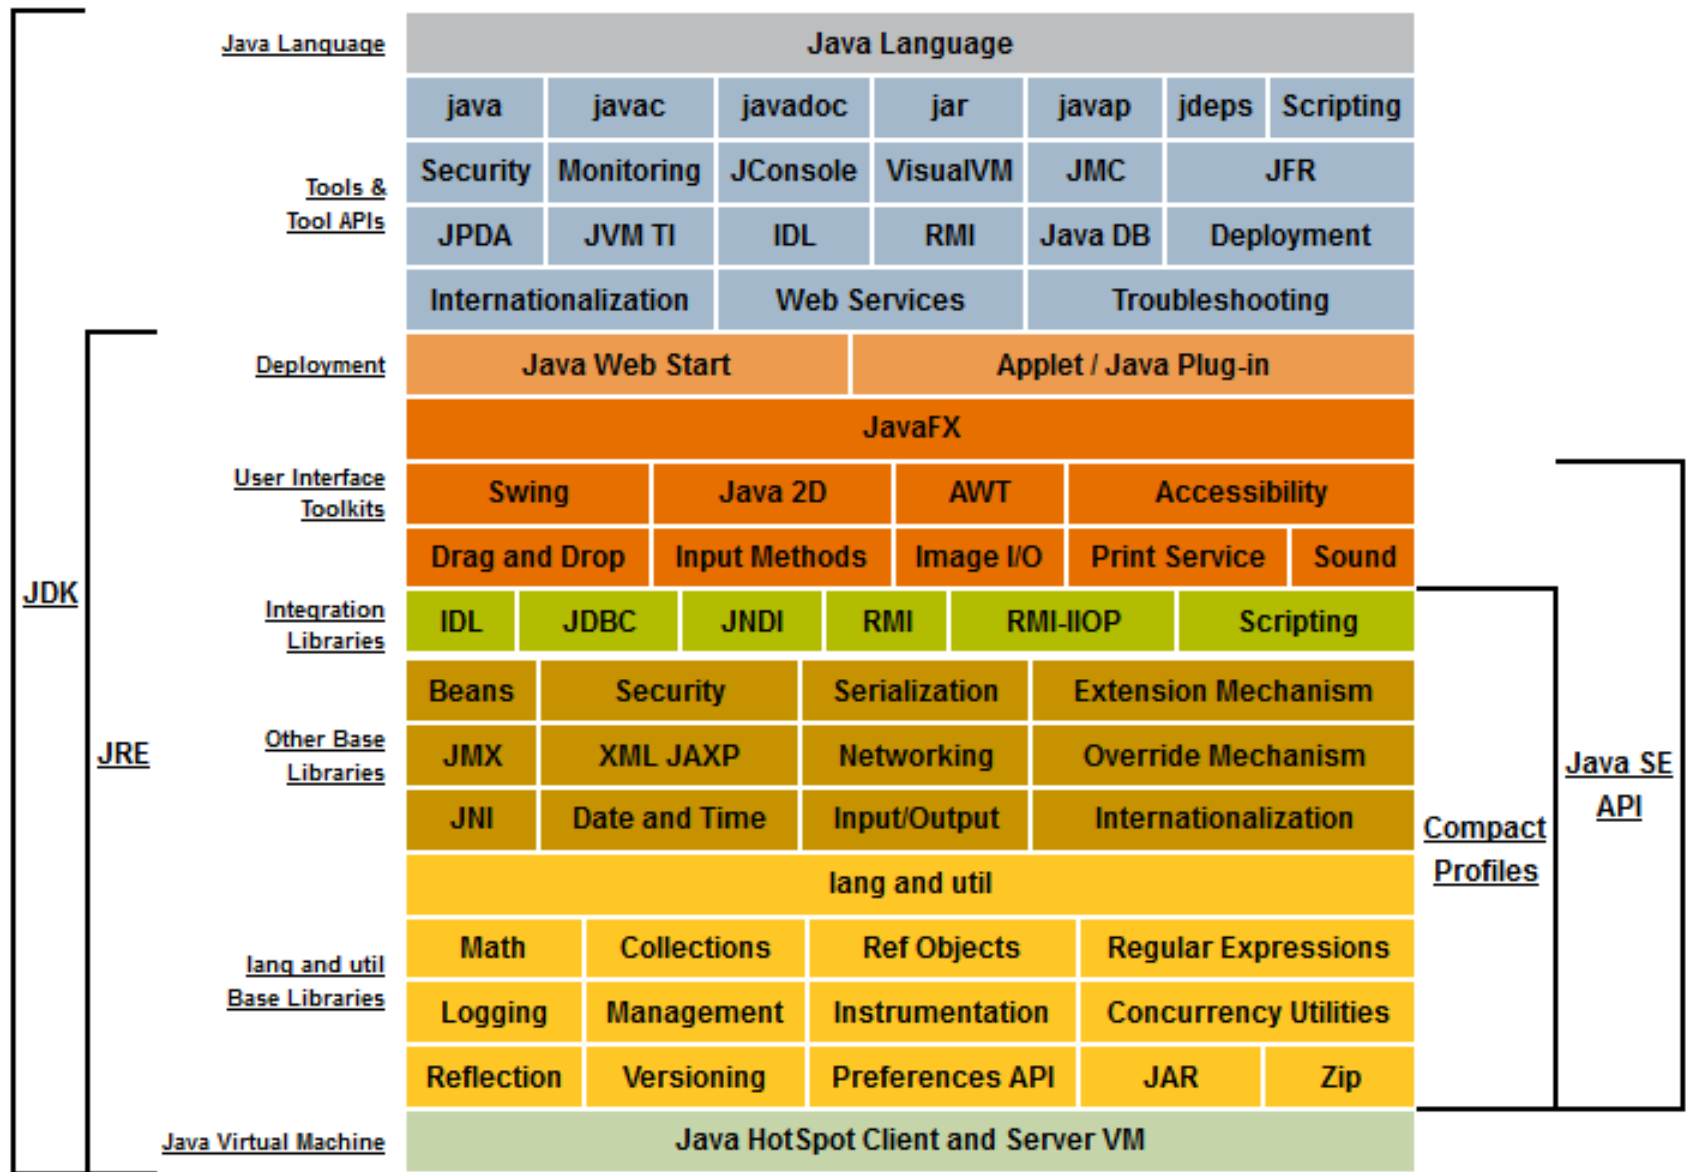 Java Language
Java Language
java javac javadoc jar javap jdeps Scripting
Tools &
Tool APIs
Security Monitoring JConsole VisualVM JMC JFR
JPDA JVM TI IDL RMI Java DB Deployment
Internationalization Web Services Troubleshooting
Deployment
Java Web Start Applet / Java Plug-in
JavaFX
User Interface
Toolkits
Swing Java 2D AWT Accessibility
Drag and Drop Input Methods Image I/O Print Service Sound
JDK
Integration
Libraries
IDL JDBC JNDI RMI RMI-IIOP Scripting
JRE
Other Base
Libraries
Beans Security Serialization Extension Mechanism
JMX XML JAXP Networking Override Mechanism
JNI Date and Time Input/Output Internationalization
Java SE
API
Compact
Profiles
lang and util
lang and util
Base Libraries
Math Collections Ref Objects Regular Expressions
Logging Management Instrumentation Concurrency Utilities
Reflection Versioning Preferences API JAR Zip
Java Virtual Machine
Java HotSpot Client and Server VM